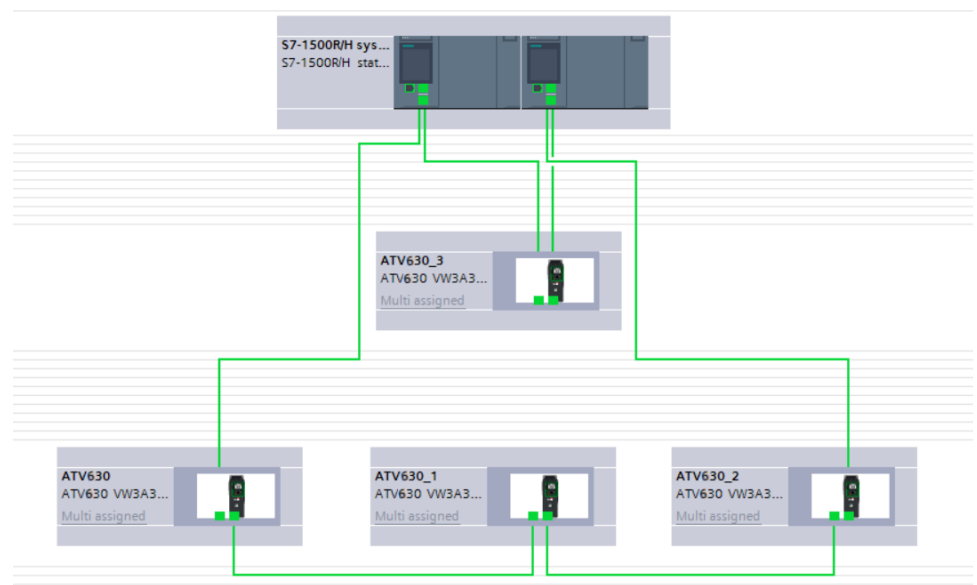 S7-1500R/H sys...
S7-1500R/H stat...
ATV630_3
ATV630 VW3A3...
Multi assigned
ATV630
ATV630 VW3A3...
Multi assigned
ATV630_1
ATV630 VW3A3...
Multi assigned
ATV630_2
ATV630 VW3A3...
Multi assigned